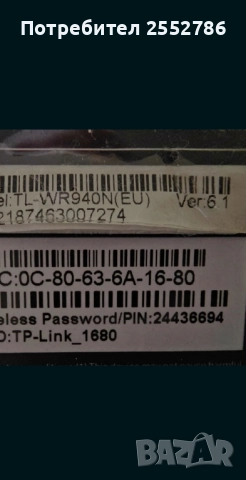 Потребител 2552786
el:TL-WR940N(EU) Ver:6.1
2187463007274
C:0C-80-63-6A-16-80
eless Password/PIN:24436694
D:TP-Link_1680
БАЗАР